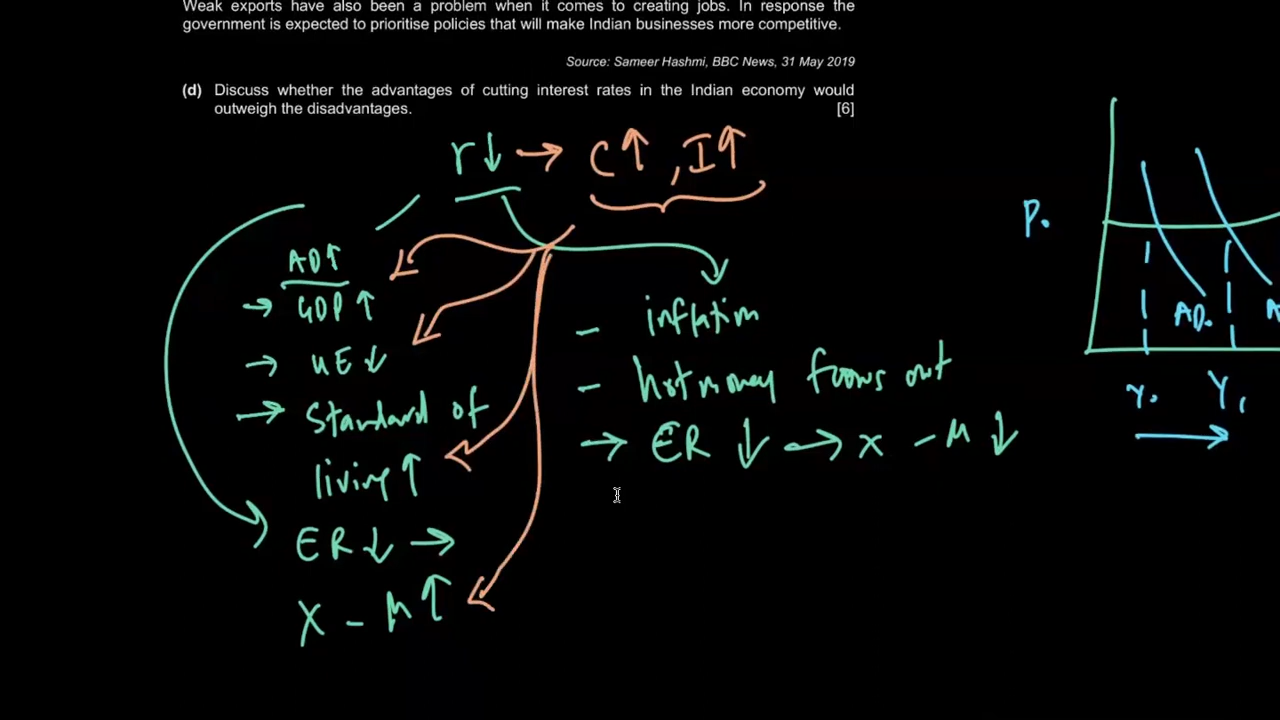 Weak exports have also been a problem when it comes to creating jobs. In response the
government is expected to prioritise policies that will make Indian businesses more competitive.
Source: Sameer Hashmi, BBC News, 31 May 2019
(d) Discuss whether the advantages of cutting interest rates in the Indian economy would
outweigh the disadvantages. [6]
r↓ → C↑, I↑
AD↑
→ GDP↑
→ UE↓
→ Standard of
living↑
ER↓ →
X - M↑
- inflation
- hot money flows out
→ ER ↓ → X - M ↓
P.
AD.
A
Y. Y₁